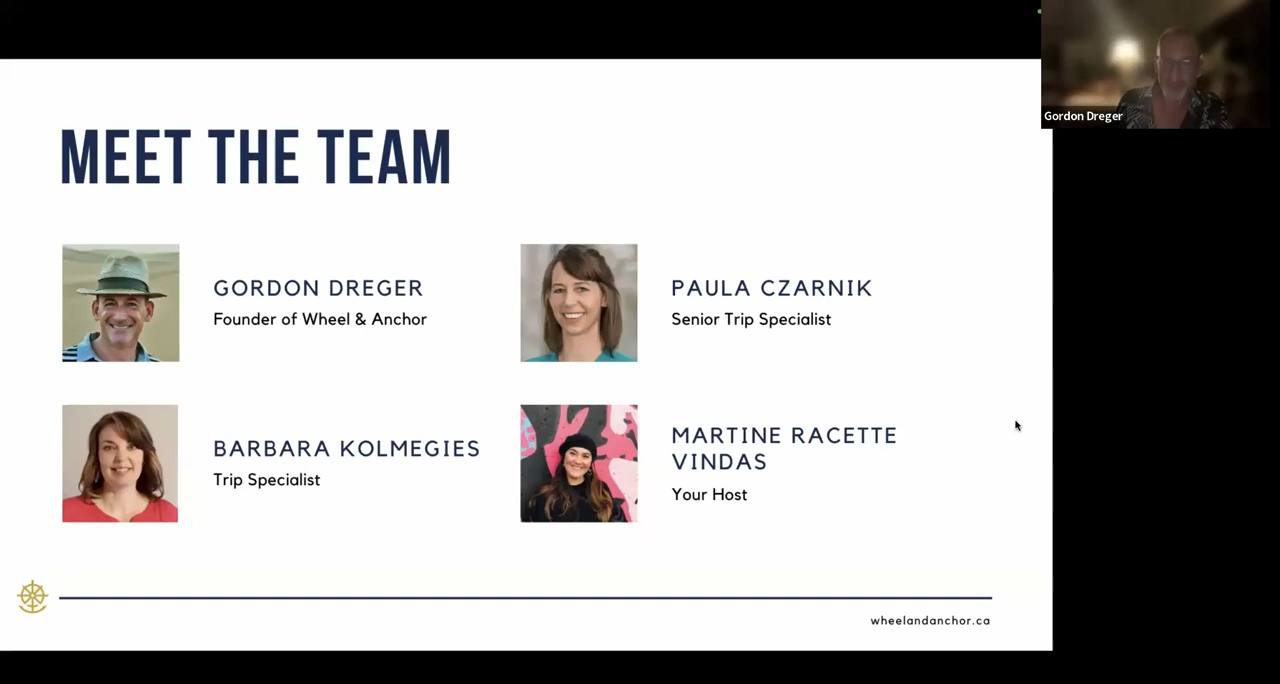 Gordon Dreger
MEET THE TEAM
GORDON DREGER
Founder of Wheel & Anchor
PAULA CZARNIK
Senior Trip Specialist
BARBARA KOLMEGIES
Trip Specialist
MARTINE RACETTE
VINDAS
Your Host
wheelandanchor.ca